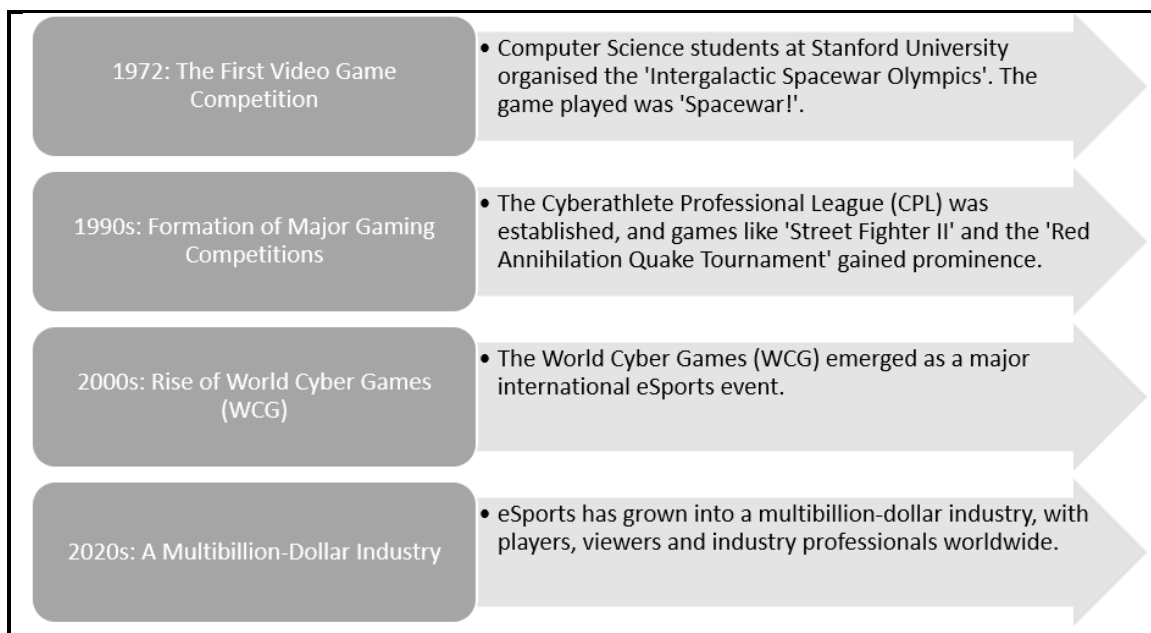 1972: The First Video Game
Competition
• Computer Science students at Stanford University
organised the 'Intergalactic Spacewar Olympics'. The
game played was 'Spacewar!'.
1990s: Formation of Major Gaming
Competitions
• The Cyberathlete Professional League (CPL) was
established, and games like 'Street Fighter II' and the 'Red
Annihilation Quake Tournament' gained prominence.
2000s: Rise of World Cyber Games
(WCG)
• The World Cyber Games (WCG) emerged as a major
international eSports event.
2020s: A Multibillion-Dollar Industry
• eSports has grown into a multibillion-dollar industry, with
players, viewers and industry professionals worldwide.